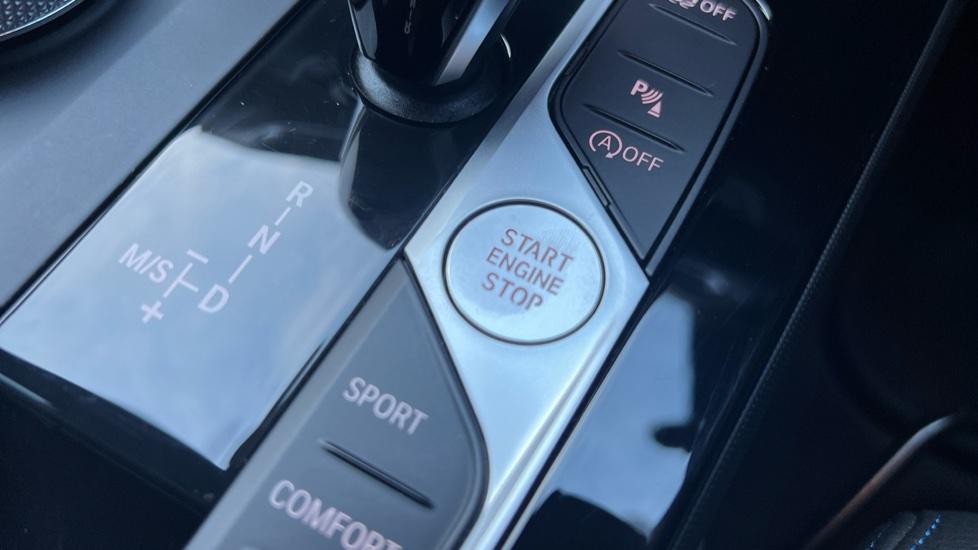 OFF
P
A OFF
R
N
D
M/S
−
+
START
ENGINE
STOP
SPORT
COMFORT